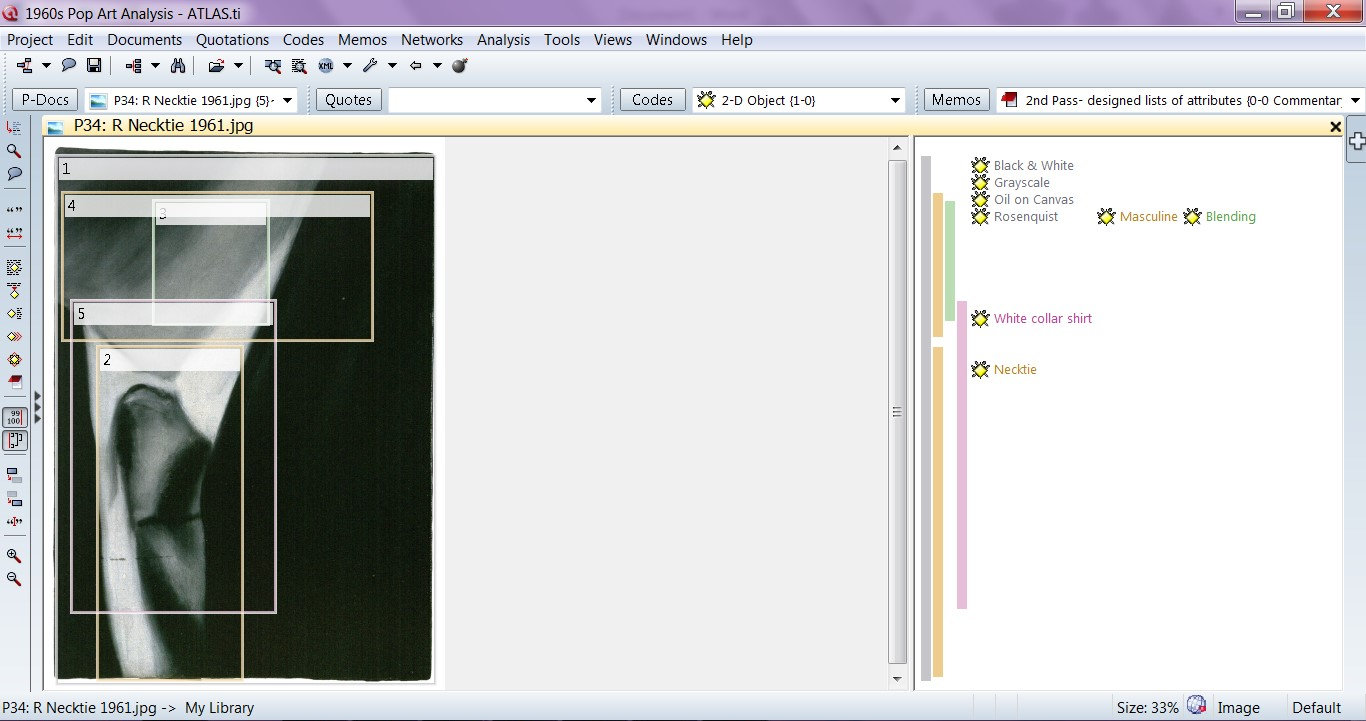 1960s Pop Art Analysis - ATLAS.ti
Project Edit Documents Quotations Codes Memos Networks Analysis Tools Views Windows Help
XML
P-Docs P34: R Necktie 1961.jpg {5}- Quotes Codes 2-D Object {1-0} Memos 2nd Pass- designed lists of attributes {0-0 Commentar
P34: R Necktie 1961.jpg
1
4
3
5
2
Black & White
Grayscale
Oil on Canvas
Rosenquist Masculine Blending
White collar shirt
Necktie
99
100
P34: R Necktie 1961.jpg -> My Library Size: 33% Image Default